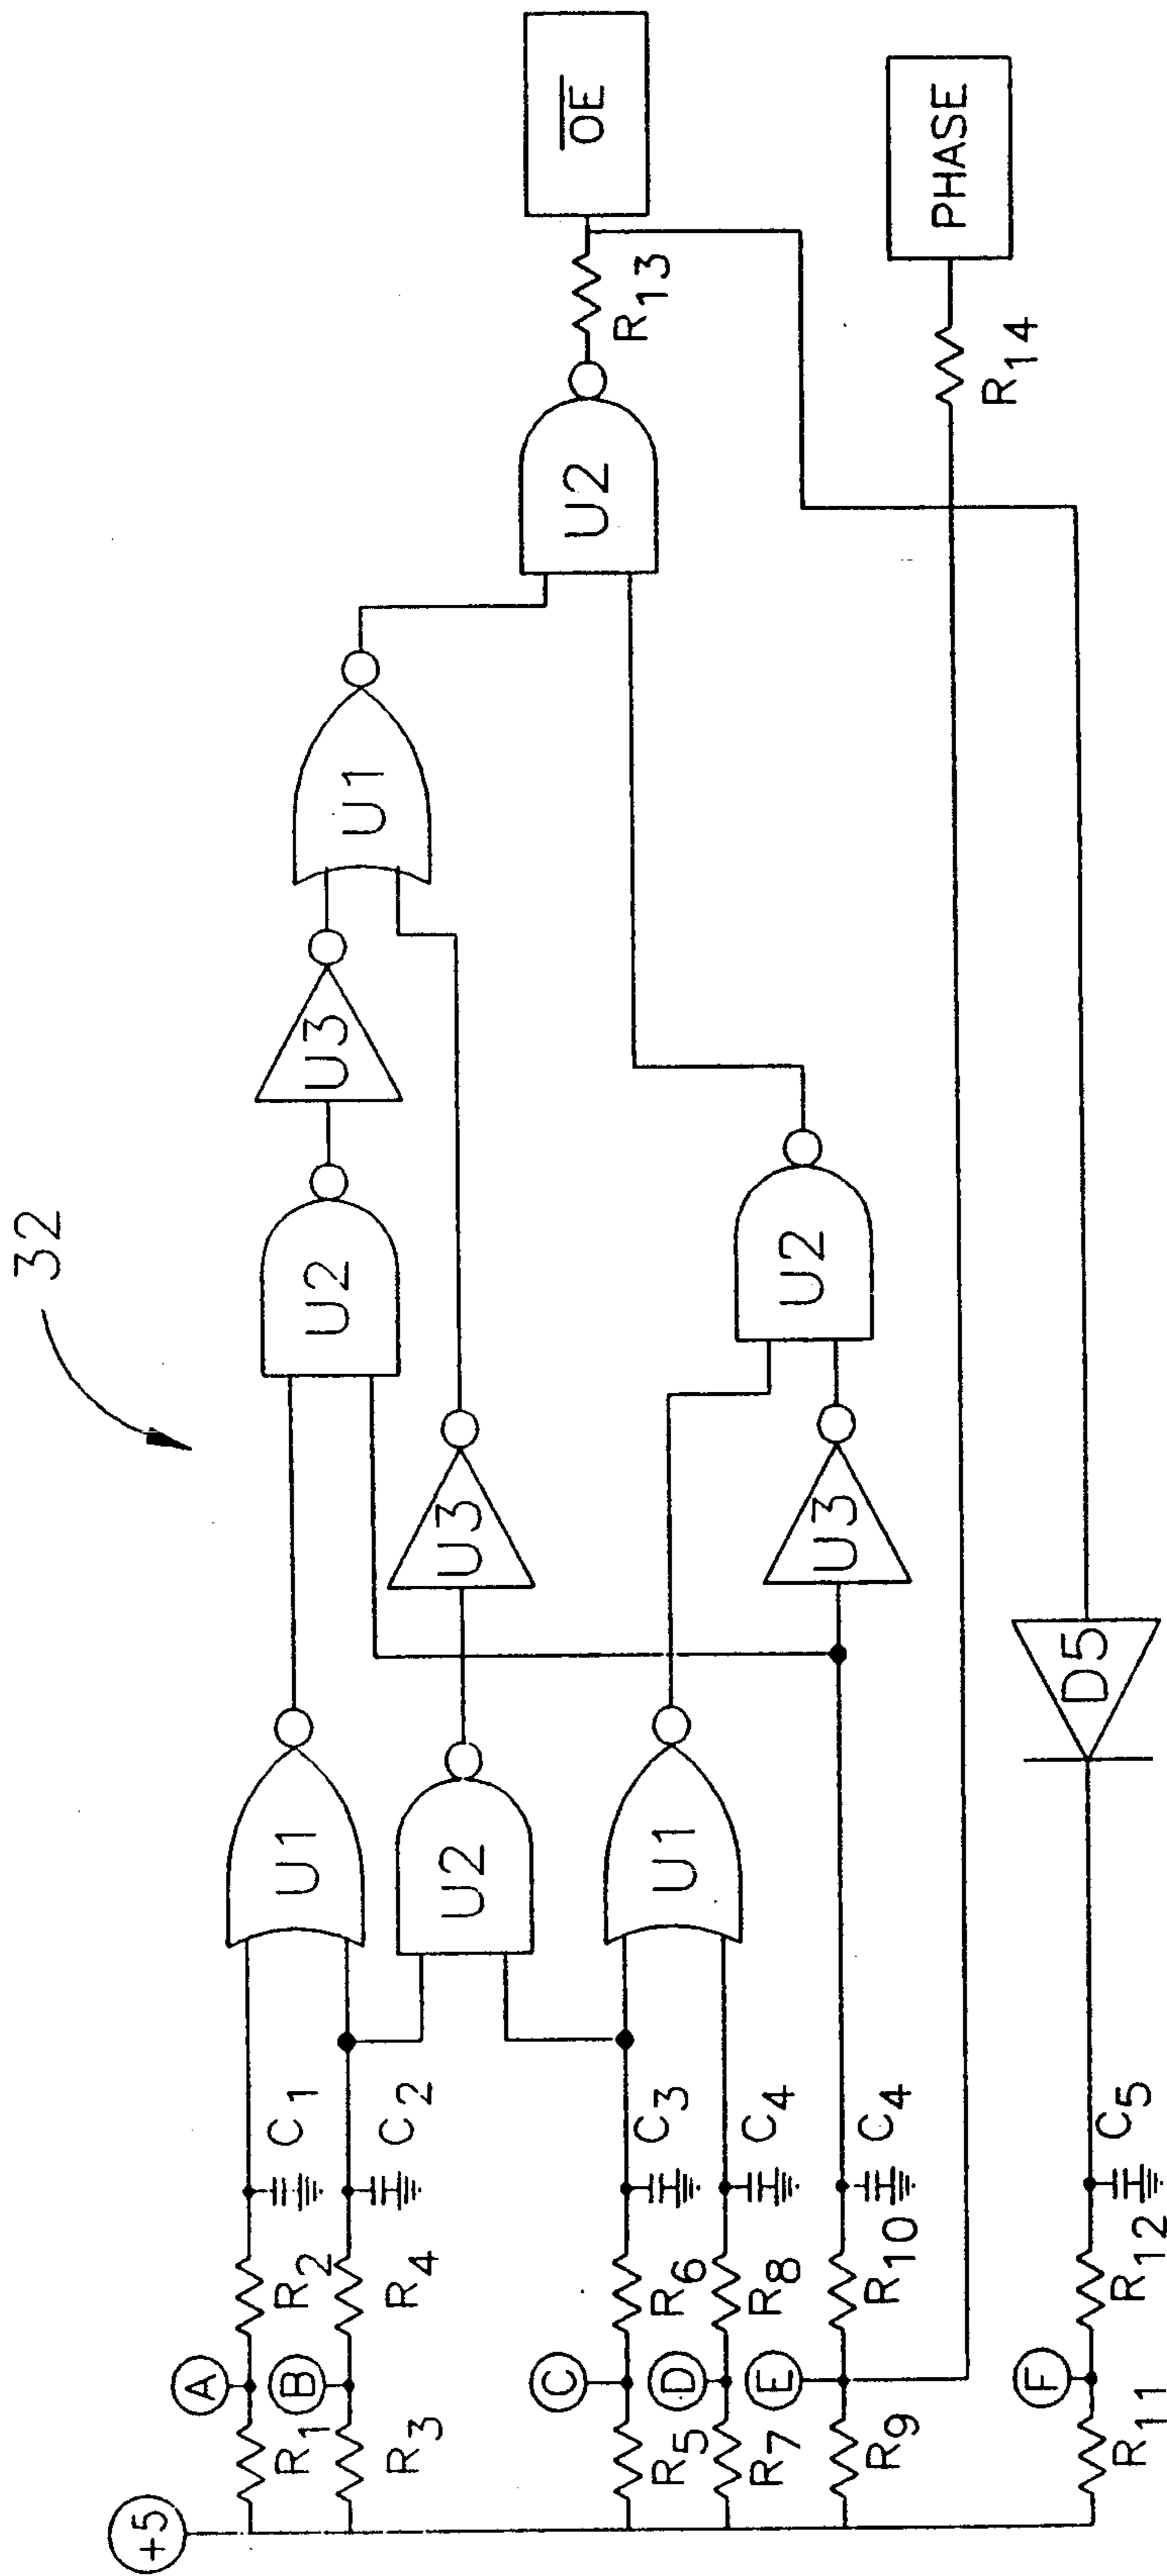 32
+5
A
B
C
D
E
F
R1
R2
C1
R3
R4
C2
R5
R6
C3
R7
R8
C4
R9
R10
C4
R11
R12
C5
U1
U2
U1
U3
U2
U3
U3
U2
U1
U2
D5
R13
R14
OE
PHASE